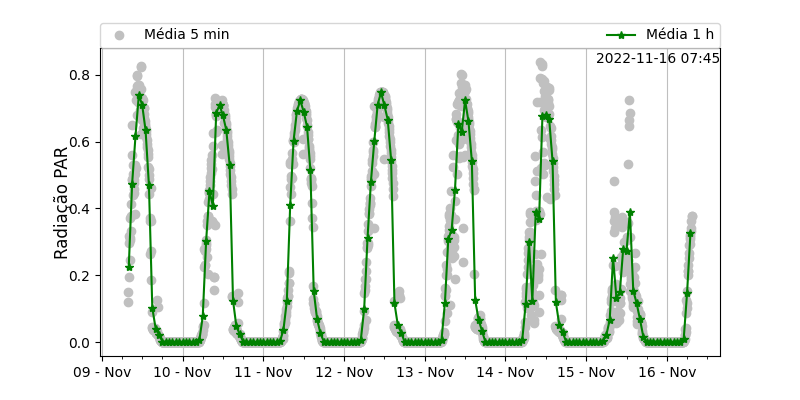 Média 5 min
Média 1 h
2022-11-16 07:45
Radiação PAR
0.8
0.6
0.4
0.2
0.0
09 - Nov 10 - Nov 11 - Nov 12 - Nov 13 - Nov 14 - Nov 15 - Nov 16 - Nov